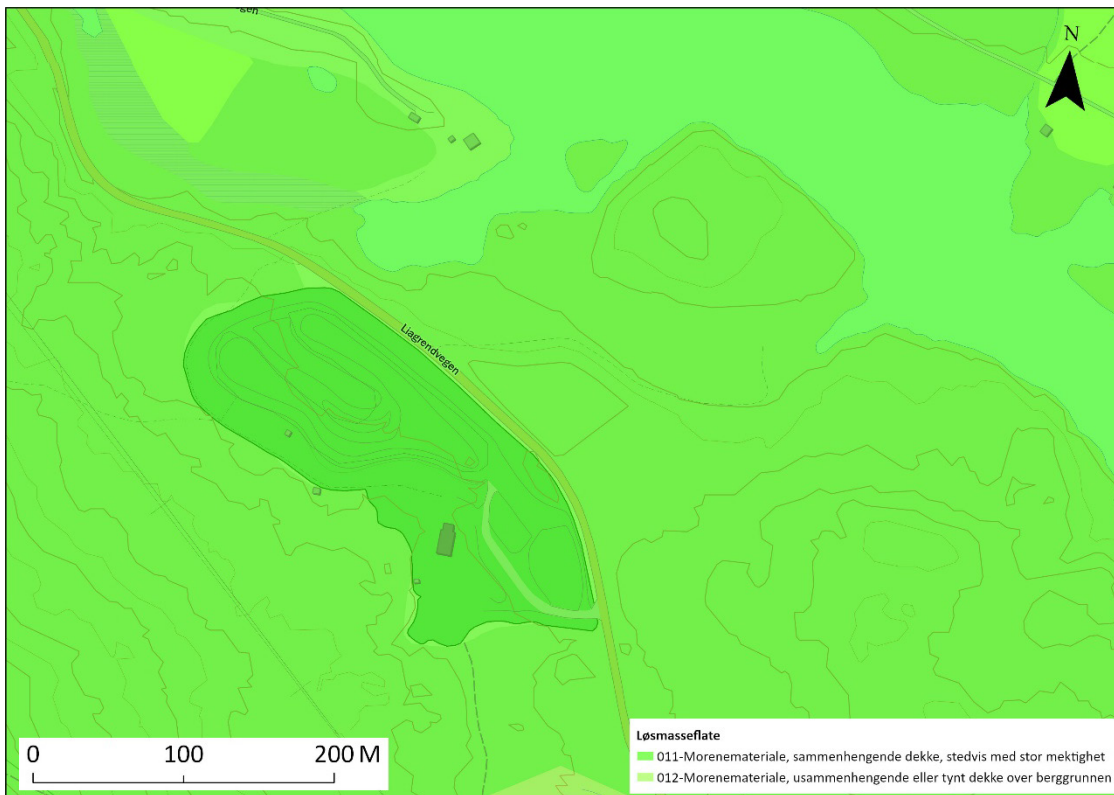 gen
N
Liagrendvegen
0 100 200 M
Løsmasseflate
011-Morenemateriale, sammenhengende dekke, stedvis med stor mektighet
012-Morenemateriale, usammenhengende eller tynt dekke over berggrunnen